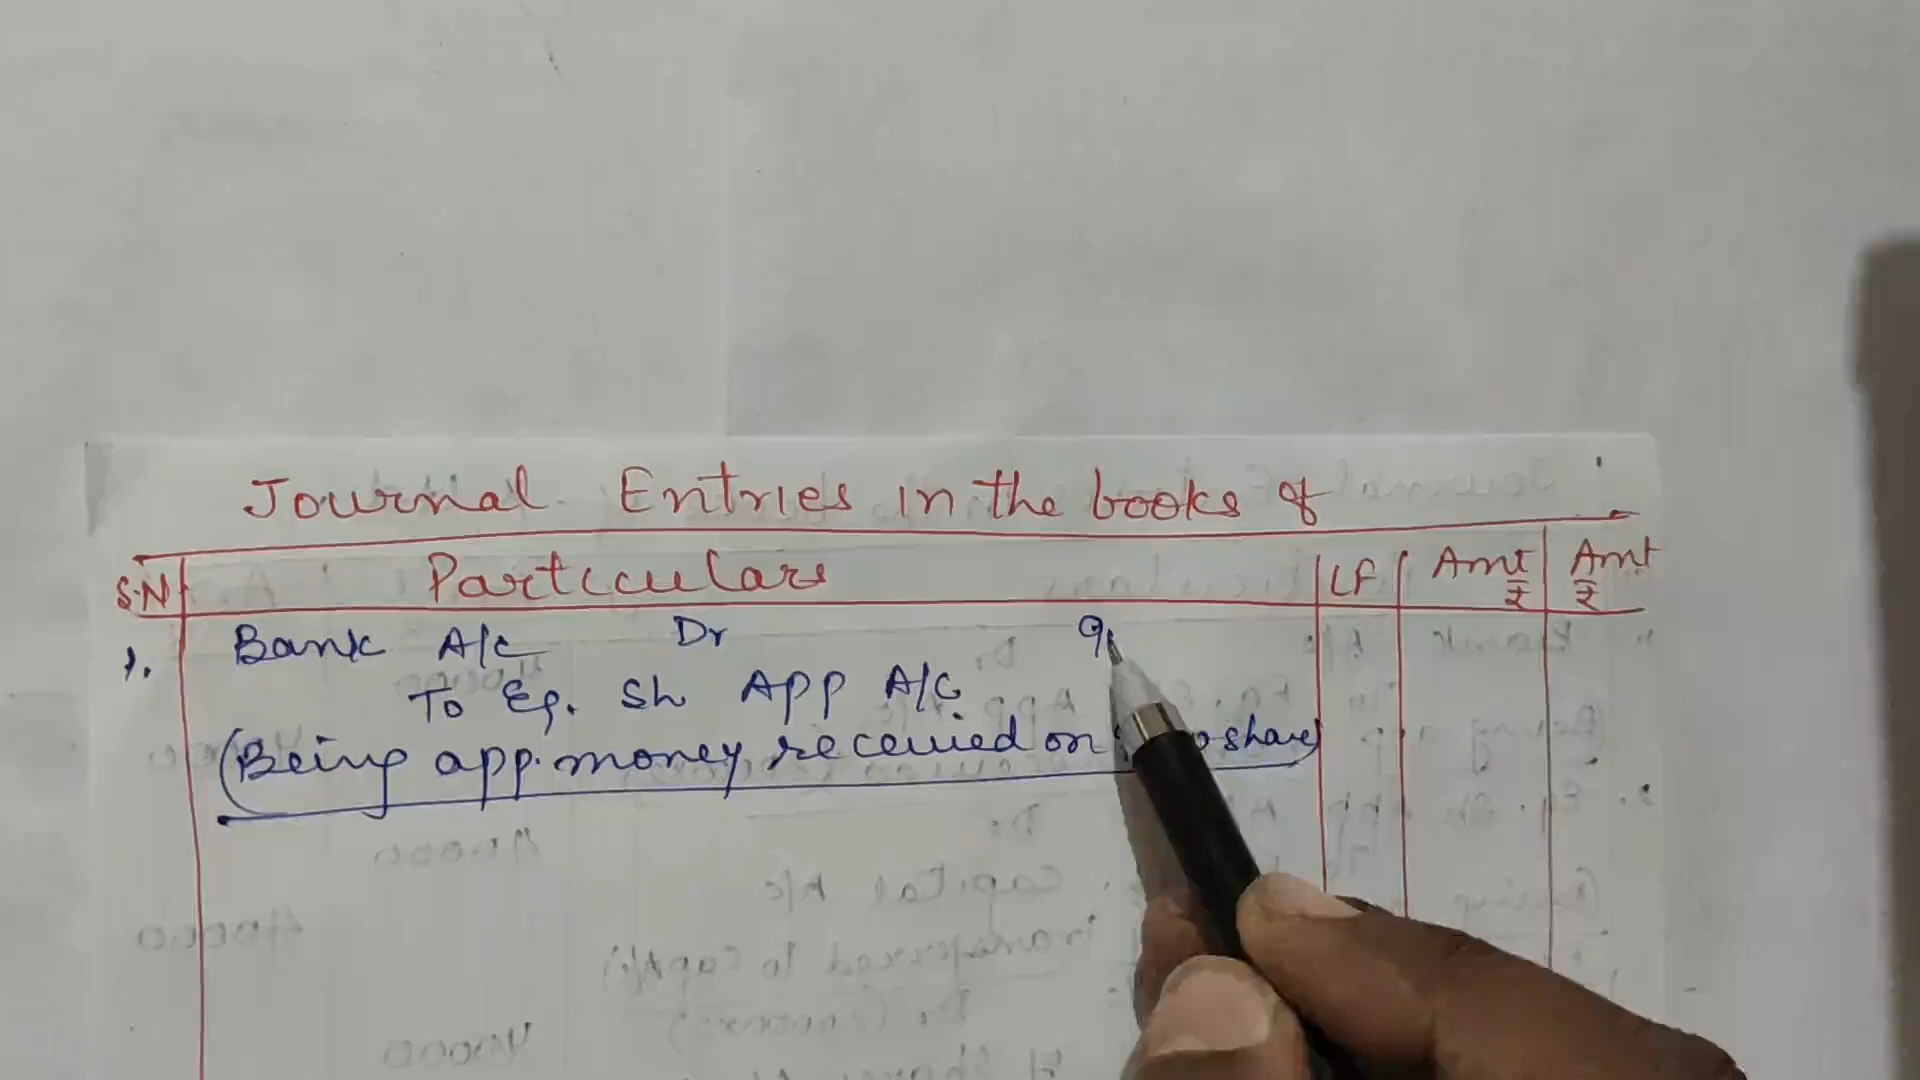 Journal Entries in the books of
S.N Particulars LF Amt ₹ Amt ₹
1. Bank A/c Dr 9
To Eq. Sh App A/c
(Being app. money received on share)